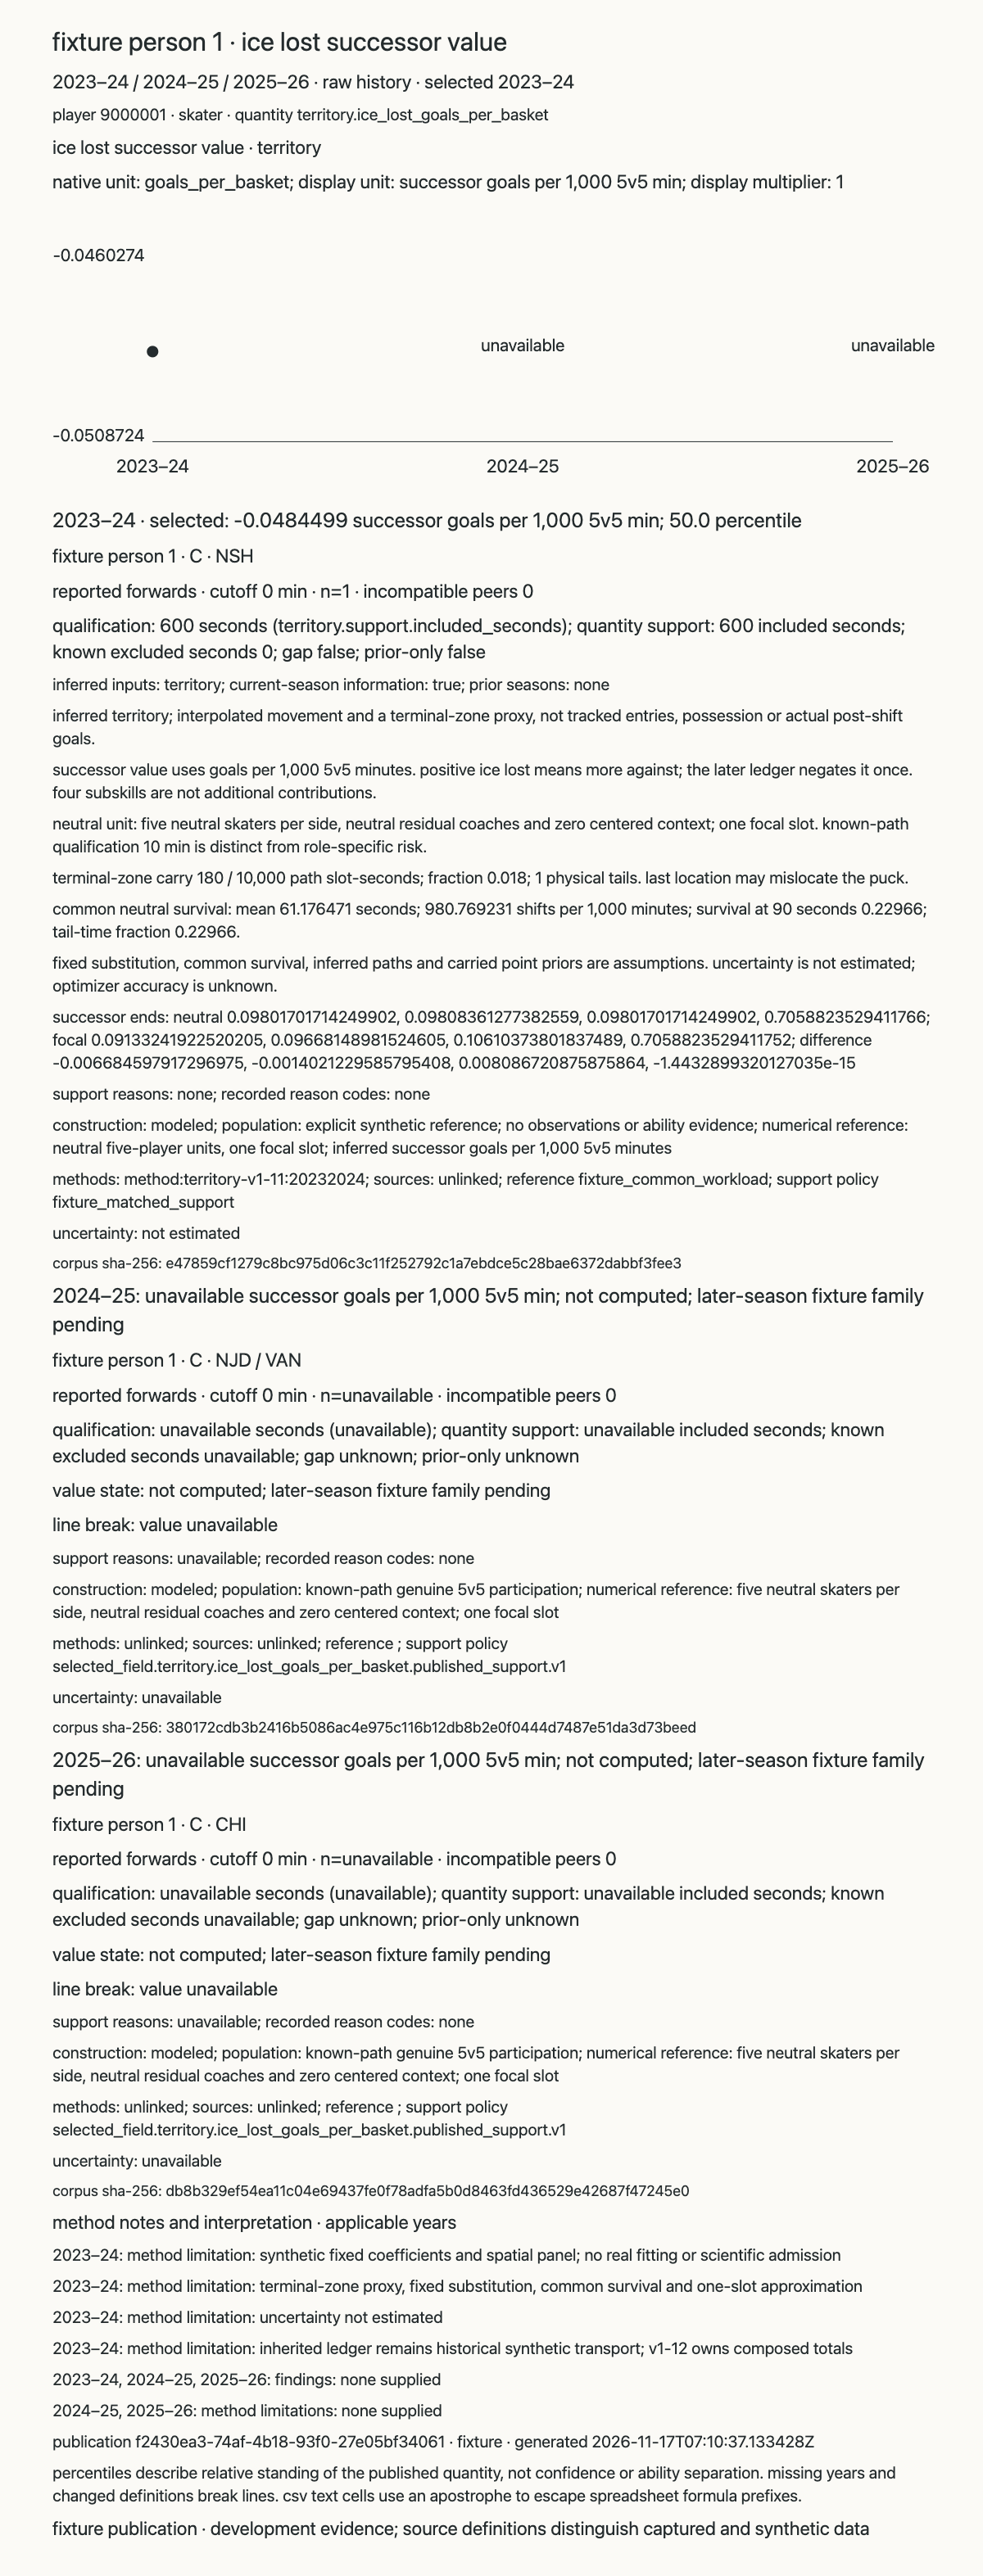 fixture person 1 · ice lost successor value
2023–24 / 2024–25 / 2025–26 · raw history · selected 2023–24
player 9000001 · skater · quantity territory.ice_lost_goals_per_basket
ice lost successor value · territory
native unit: goals_per_basket; display unit: successor goals per 1,000 5v5 min; display multiplier: 1
-0.0460274
unavailable
unavailable
-0.0508724
2023–24
2024–25
2025–26
2023–24 · selected: -0.0484499 successor goals per 1,000 5v5 min; 50.0 percentile
fixture person 1 · C · NSH
reported forwards · cutoff 0 min · n=1 · incompatible peers 0
qualification: 600 seconds (territory.support.included_seconds); quantity support: 600 included seconds;
known excluded seconds 0; gap false; prior-only false
inferred inputs: territory; current-season information: true; prior seasons: none
inferred territory; interpolated movement and a terminal-zone proxy, not tracked entries, possession or actual post-shift
goals.
successor value uses goals per 1,000 5v5 minutes. positive ice lost means more against; the later ledger negates it once.
four subskills are not additional contributions.
neutral unit: five neutral skaters per side, neutral residual coaches and zero centered context; one focal slot. known-path
qualification 10 min is distinct from role-specific risk.
terminal-zone carry 180 / 10,000 path slot-seconds; fraction 0.018; 1 physical tails. last location may mislocate the puck.
common neutral survival: mean 61.176471 seconds; 980.769231 shifts per 1,000 minutes; survival at 90 seconds 0.22966;
tail-time fraction 0.22966.
fixed substitution, common survival, inferred paths and carried point priors are assumptions. uncertainty is not estimated;
optimizer accuracy is unknown.
successor ends: neutral 0.09801701714249902, 0.09808361277382559, 0.09801701714249902, 0.7058823529411766;
focal 0.09133241922520205, 0.09668148981524605, 0.10610373801837489, 0.7058823529411752; difference
-0.006684597917296975, -0.0014021229585795408, 0.008086720875875864, -1.4432899320127035e-15
support reasons: none; recorded reason codes: none
construction: modeled; population: explicit synthetic reference; no observations or ability evidence; numerical reference:
neutral five-player units, one focal slot; inferred successor goals per 1,000 5v5 minutes
methods: method:territory-v1-11:20232024; sources: unlinked; reference fixture_common_workload; support policy
fixture_matched_support
uncertainty: not estimated
corpus sha-256: e47859cf1279c8bc975d06c3c11f252792c1a7ebdce5c28bae6372dabbf3fee3
2024–25: unavailable successor goals per 1,000 5v5 min; not computed; later-season fixture family
pending
fixture person 1 · C · NJD / VAN
reported forwards · cutoff 0 min · n=unavailable · incompatible peers 0
qualification: unavailable seconds (unavailable); quantity support: unavailable included seconds; known
excluded seconds unavailable; gap unknown; prior-only unknown
value state: not computed; later-season fixture family pending
line break: value unavailable
support reasons: unavailable; recorded reason codes: none
construction: modeled; population: known-path genuine 5v5 participation; numerical reference: five neutral skaters per
side, neutral residual coaches and zero centered context; one focal slot
methods: unlinked; sources: unlinked; reference ; support policy
selected_field.territory.ice_lost_goals_per_basket.published_support.v1
uncertainty: unavailable
corpus sha-256: 380172cdb3b2416b5086ac4e975c116b12db8b2e0f0444d7487e51da3d73beed
2025–26: unavailable successor goals per 1,000 5v5 min; not computed; later-season fixture family
pending
fixture person 1 · C · CHI
reported forwards · cutoff 0 min · n=unavailable · incompatible peers 0
qualification: unavailable seconds (unavailable); quantity support: unavailable included seconds; known
excluded seconds unavailable; gap unknown; prior-only unknown
value state: not computed; later-season fixture family pending
line break: value unavailable
support reasons: unavailable; recorded reason codes: none
construction: modeled; population: known-path genuine 5v5 participation; numerical reference: five neutral skaters per
side, neutral residual coaches and zero centered context; one focal slot
methods: unlinked; sources: unlinked; reference ; support policy
selected_field.territory.ice_lost_goals_per_basket.published_support.v1
uncertainty: unavailable
corpus sha-256: db8b329ef54ea11c04e69437fe0f78adfa5b0d8463fd436529e42687f47245e0
method notes and interpretation · applicable years
2023–24: method limitation: synthetic fixed coefficients and spatial panel; no real fitting or scientific admission
2023–24: method limitation: terminal-zone proxy, fixed substitution, common survival and one-slot approximation
2023–24: method limitation: uncertainty not estimated
2023–24: method limitation: inherited ledger remains historical synthetic transport; v1-12 owns composed totals
2023–24, 2024–25, 2025–26: findings: none supplied
2024–25, 2025–26: method limitations: none supplied
publication f2430ea3-74af-4b18-93f0-27e05bf34061 · fixture · generated 2026-11-17T07:10:37.133428Z
percentiles describe relative standing of the published quantity, not confidence or ability separation. missing years and
changed definitions break lines. csv text cells use an apostrophe to escape spreadsheet formula prefixes.
fixture publication · development evidence; source definitions distinguish captured and synthetic data